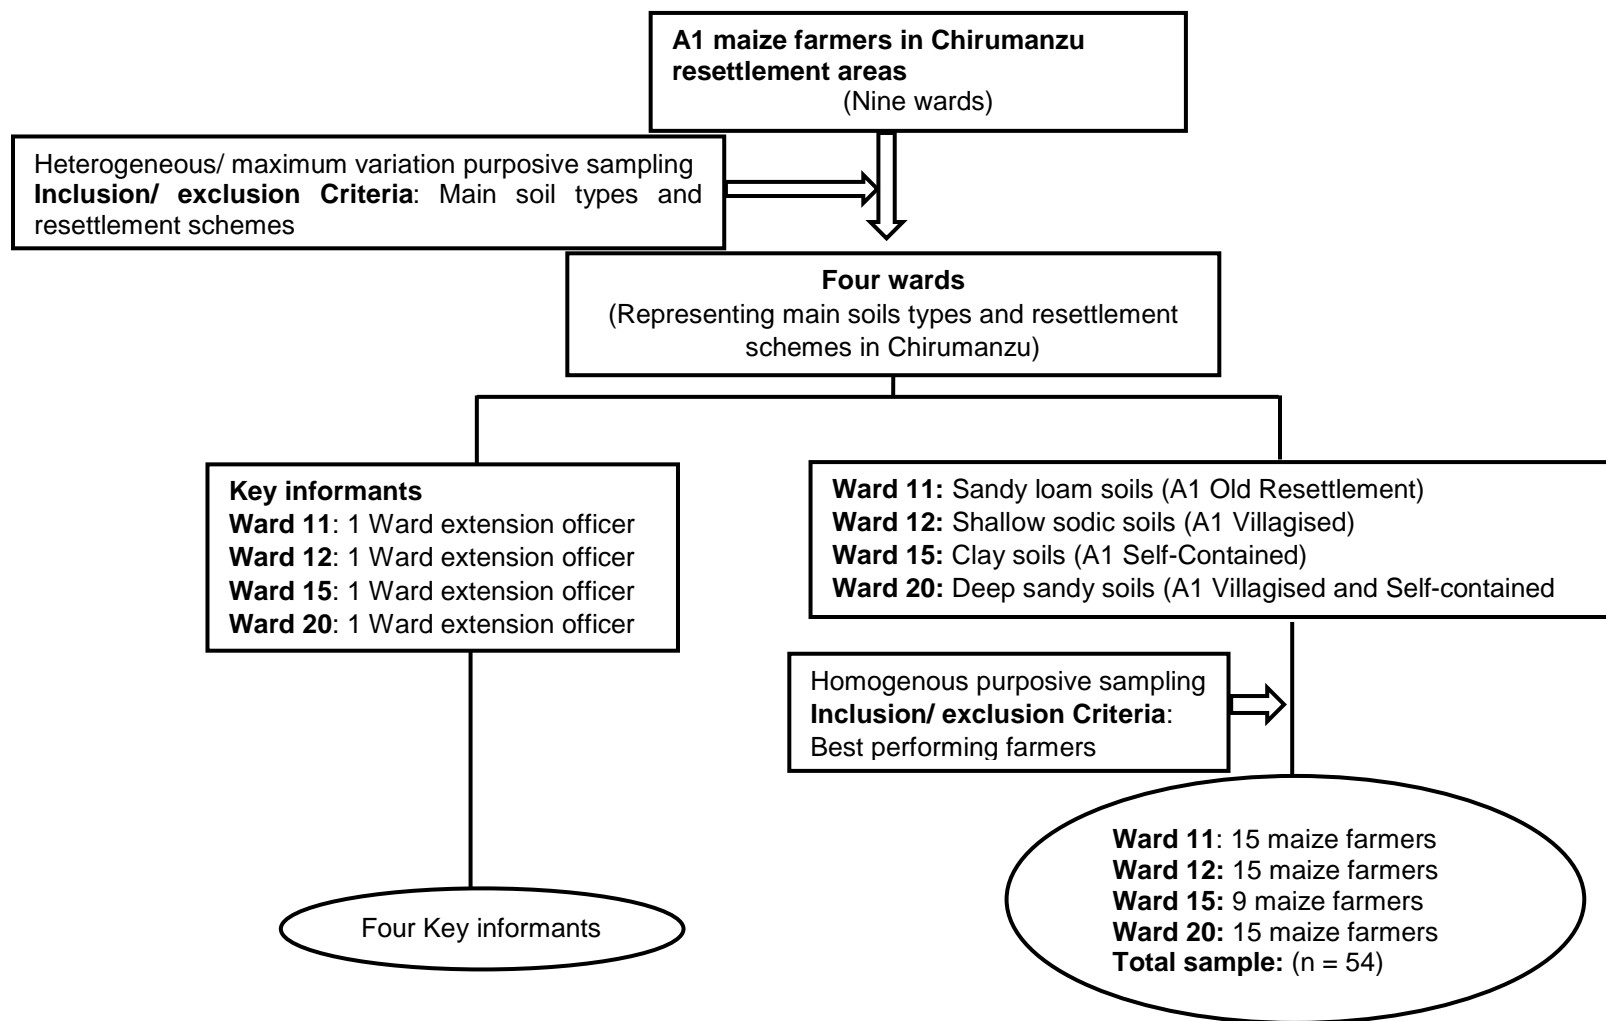 A1 maize farmers in Chirumanzu
resettlement areas
(Nine wards)
Heterogeneous/ maximum variation purposive sampling
Inclusion/ exclusion Criteria: Main soil types and
resettlement schemes
Four wards
(Representing main soils types and resettlement
schemes in Chirumanzu)
Key informants
Ward 11: 1 Ward extension officer
Ward 12: 1 Ward extension officer
Ward 15: 1 Ward extension officer
Ward 20: 1 Ward extension officer
Ward 11: Sandy loam soils (A1 Old Resettlement)
Ward 12: Shallow sodic soils (A1 Villagised)
Ward 15: Clay soils (A1 Self-Contained)
Ward 20: Deep sandy soils (A1 Villagised and Self-contained
Homogenous purposive sampling
Inclusion/ exclusion Criteria:
Best performing farmers
Four Key informants
Ward 11: 15 maize farmers
Ward 12: 15 maize farmers
Ward 15: 9 maize farmers
Ward 20: 15 maize farmers
Total sample: (n = 54)